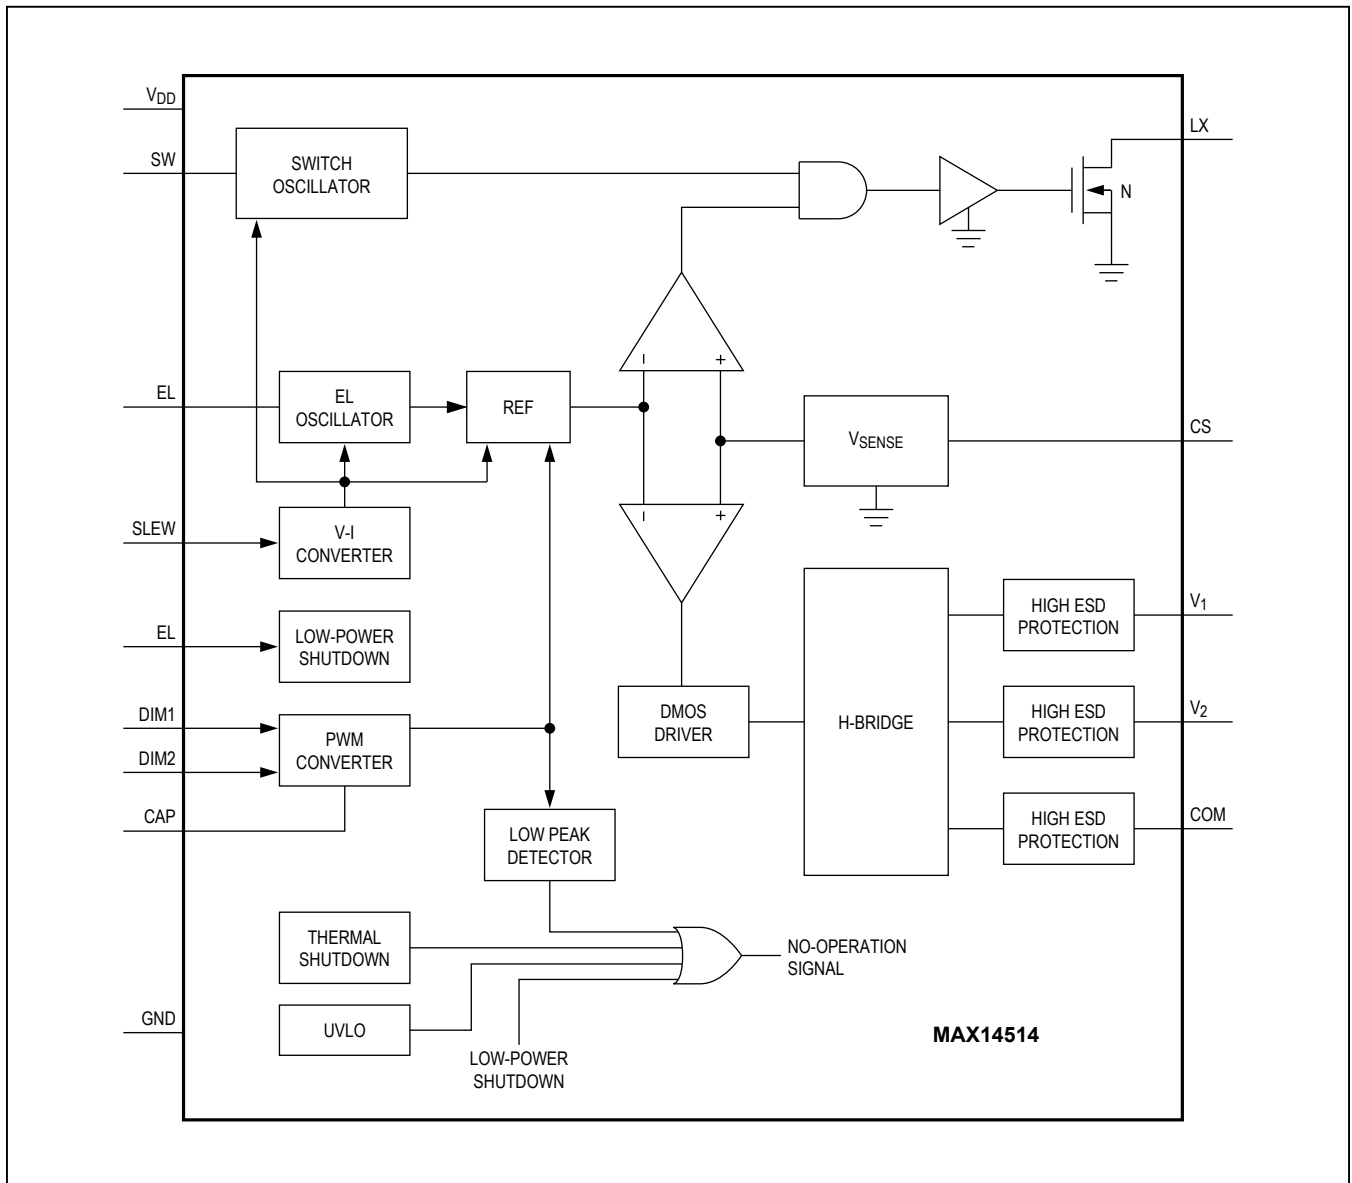 VDD
LX
SW
SWITCH
OSCILLATOR
N
EL
EL
OSCILLATOR
REF
−
+
VSENSE
CS
SLEW
V-I
CONVERTER
−
+
EL
LOW-POWER
SHUTDOWN
HIGH ESD
PROTECTION
V1
DIM1
DIM2
PWM
CONVERTER
CAP
DMOS
DRIVER
H-BRIDGE
HIGH ESD
PROTECTION
V2
LOW PEAK
DETECTOR
HIGH ESD
PROTECTION
COM
THERMAL
SHUTDOWN
NO-OPERATION
SIGNAL
GND
UVLO
LOW-POWER
SHUTDOWN
MAX14514